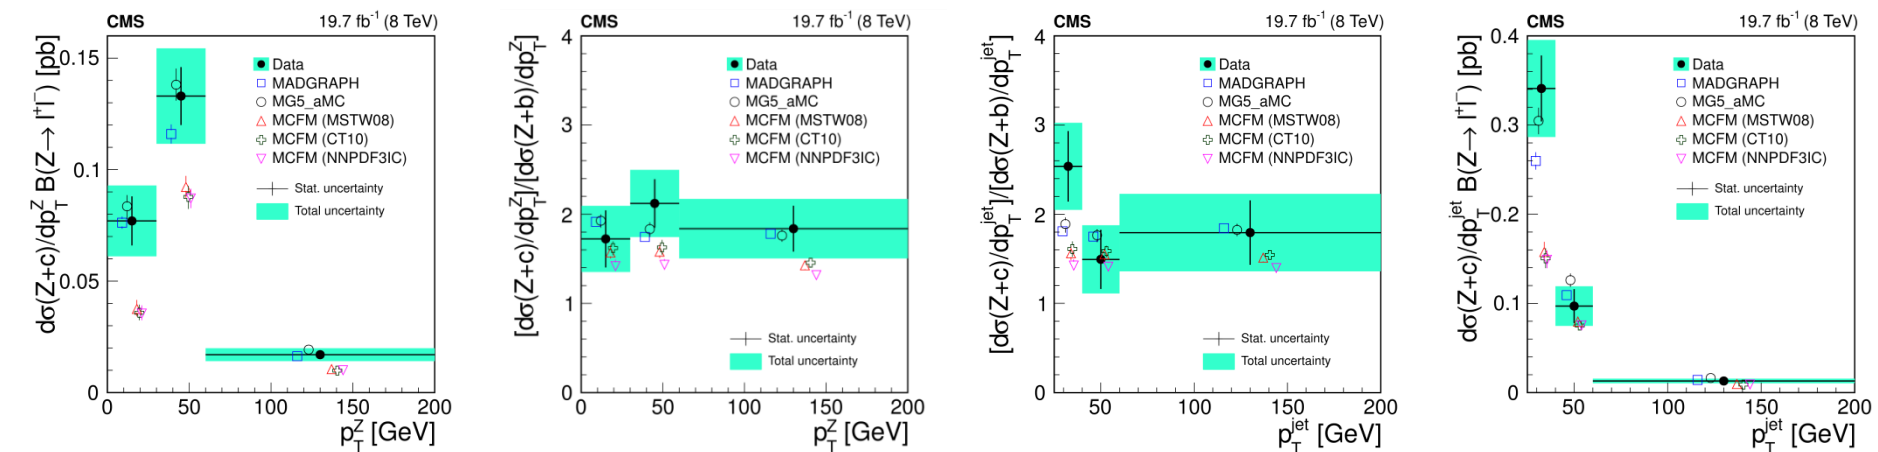 CMS 19.7 fb⁻¹ (8 TeV)
dσ(Z+c)/dp_T^Z B(Z→ l⁺l⁻) [pb]
0.15
0.1
0.05
0
Data
MADGRAPH
MG5_aMC
MCFM (MSTW08)
MCFM (CT10)
MCFM (NNPDF3IC)
Stat. uncertainty
Total uncertainty
0 50 100 150 200
p_T^Z [GeV]
CMS 19.7 fb⁻¹ (8 TeV)
[dσ(Z+c)/dp_T^Z]/[dσ(Z+b)/dp_T^Z]
4
3
2
1
0
Data
MADGRAPH
MG5_aMC
MCFM (MSTW08)
MCFM (CT10)
MCFM (NNPDF3IC)
Stat. uncertainty
Total uncertainty
0 50 100 150 200
p_T^Z [GeV]
CMS 19.7 fb⁻¹ (8 TeV)
[dσ(Z+c)/dp_T^jet]/[dσ(Z+b)/dp_T^jet]
4
3
2
1
0
Data
MADGRAPH
MG5_aMC
MCFM (MSTW08)
MCFM (CT10)
MCFM (NNPDF3IC)
Stat. uncertainty
Total uncertainty
50 100 150 200
p_T^jet [GeV]
CMS 19.7 fb⁻¹ (8 TeV)
dσ(Z+c)/dp_T^jet B(Z→ l⁺l⁻) [pb]
0.4
0.3
0.2
0.1
0
Data
MADGRAPH
MG5_aMC
MCFM (MSTW08)
MCFM (CT10)
MCFM (NNPDF3IC)
Stat. uncertainty
Total uncertainty
50 100 150 200
p_T^jet [GeV]